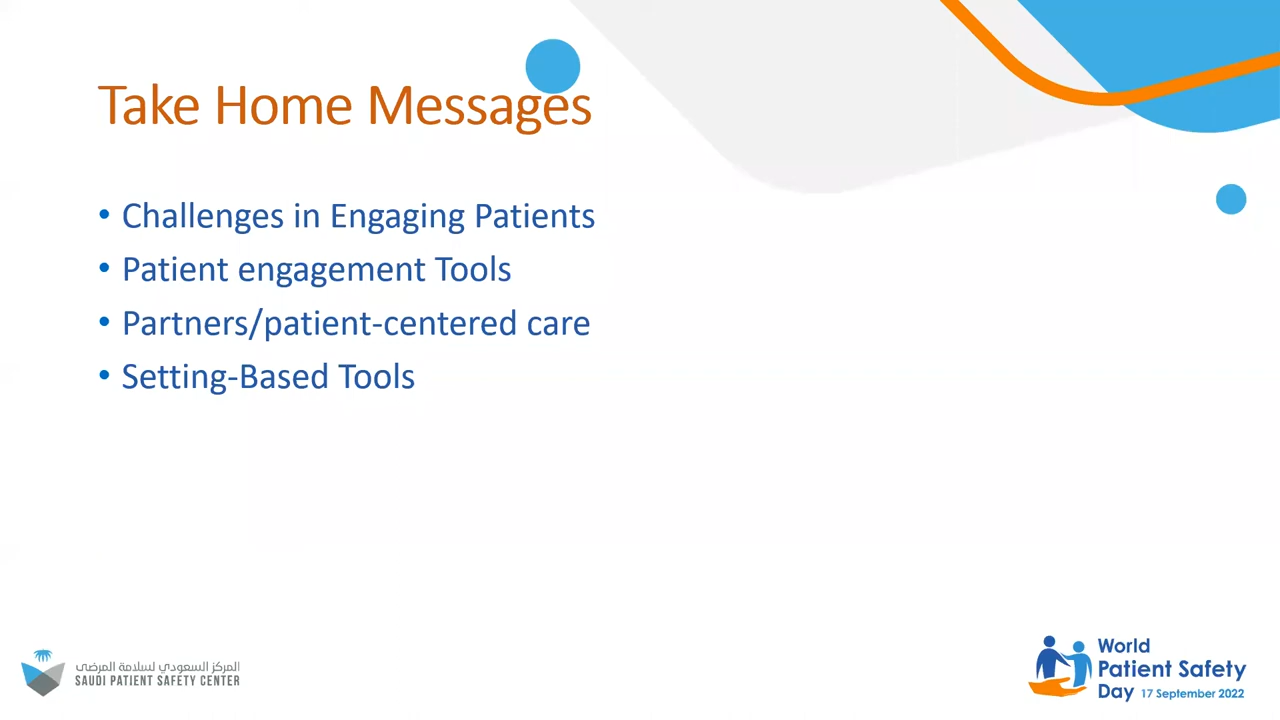 Take Home Messages
• Challenges in Engaging Patients
• Patient engagement Tools
• Partners/patient-centered care
• Setting-Based Tools
المركز السعودي لسلامة المرضى
SAUDI PATIENT SAFETY CENTER
World
Patient Safety
Day 17 September 2022